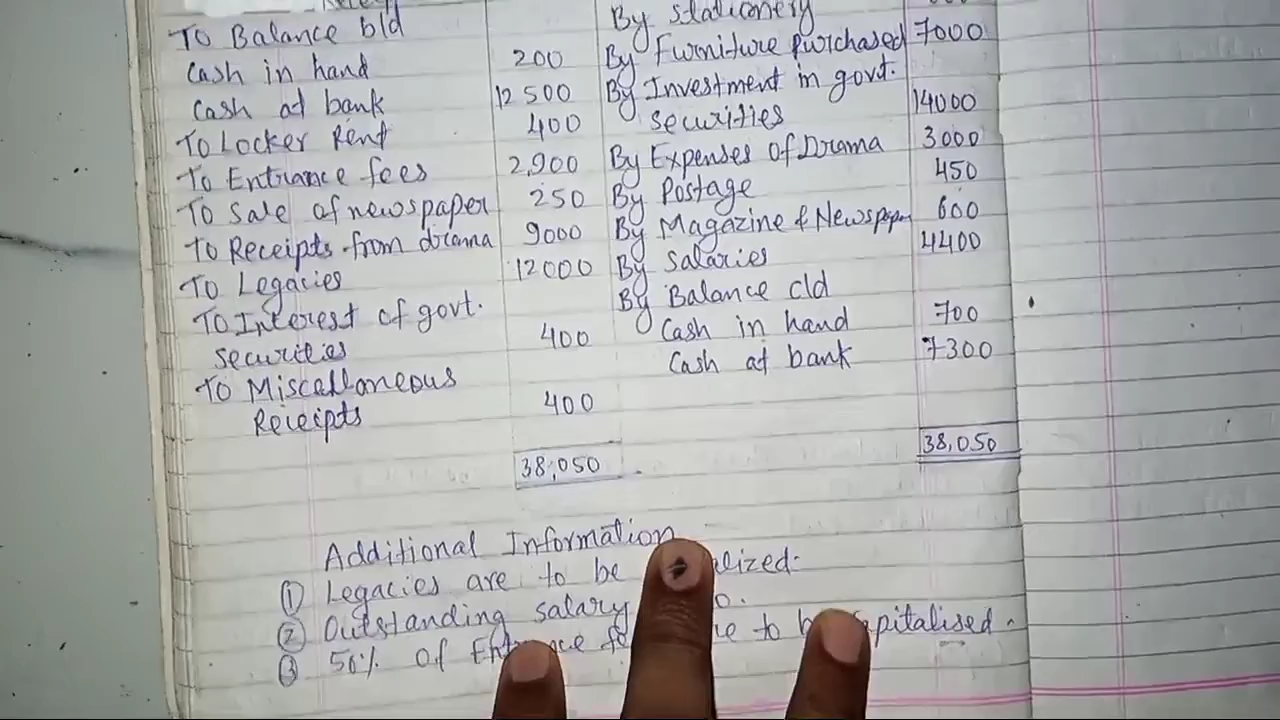 To Balance b/d
Cash in hand 200
Cash at bank 12500
To Locker Rent 400
To Entrance fees 2,900
To Sale of newspaper 250
To Receipts from drama 9000
To Legacies 12000
To Interest of govt.
securities 400
To Miscellaneous
Receipts 400
38,050
By Stationery
By Furniture purchased 7000
By Investment in govt.
securities 14000
By Expenses of Drama 3000
By Postage 450
By Magazine & Newspaper 600
By Salaries 4400
By Balance c/d
Cash in hand 700
Cash at bank 7300
38,050
Additional Information
① Legacies are to be
② Outstanding salary
③ 50% of to